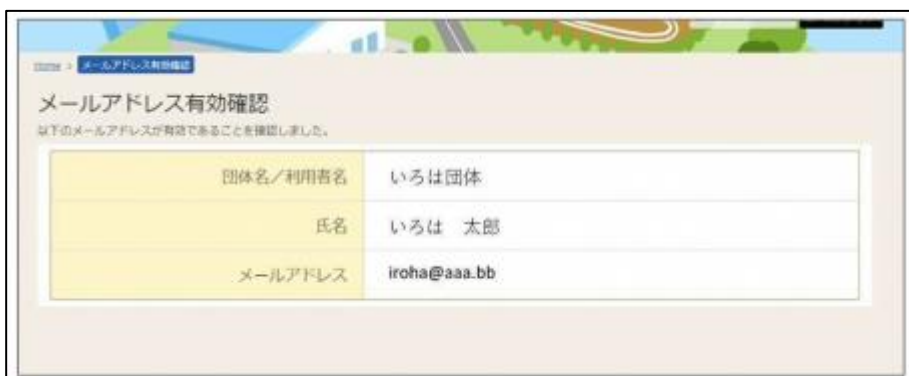 Home > メールアドレス有効確認
メールアドレス有効確認
以下のメールアドレスが有効であることを確認しました。
団体名／利用者名 いろは団体
氏名 いろは 太郎
メールアドレス iroha@aaa.bb